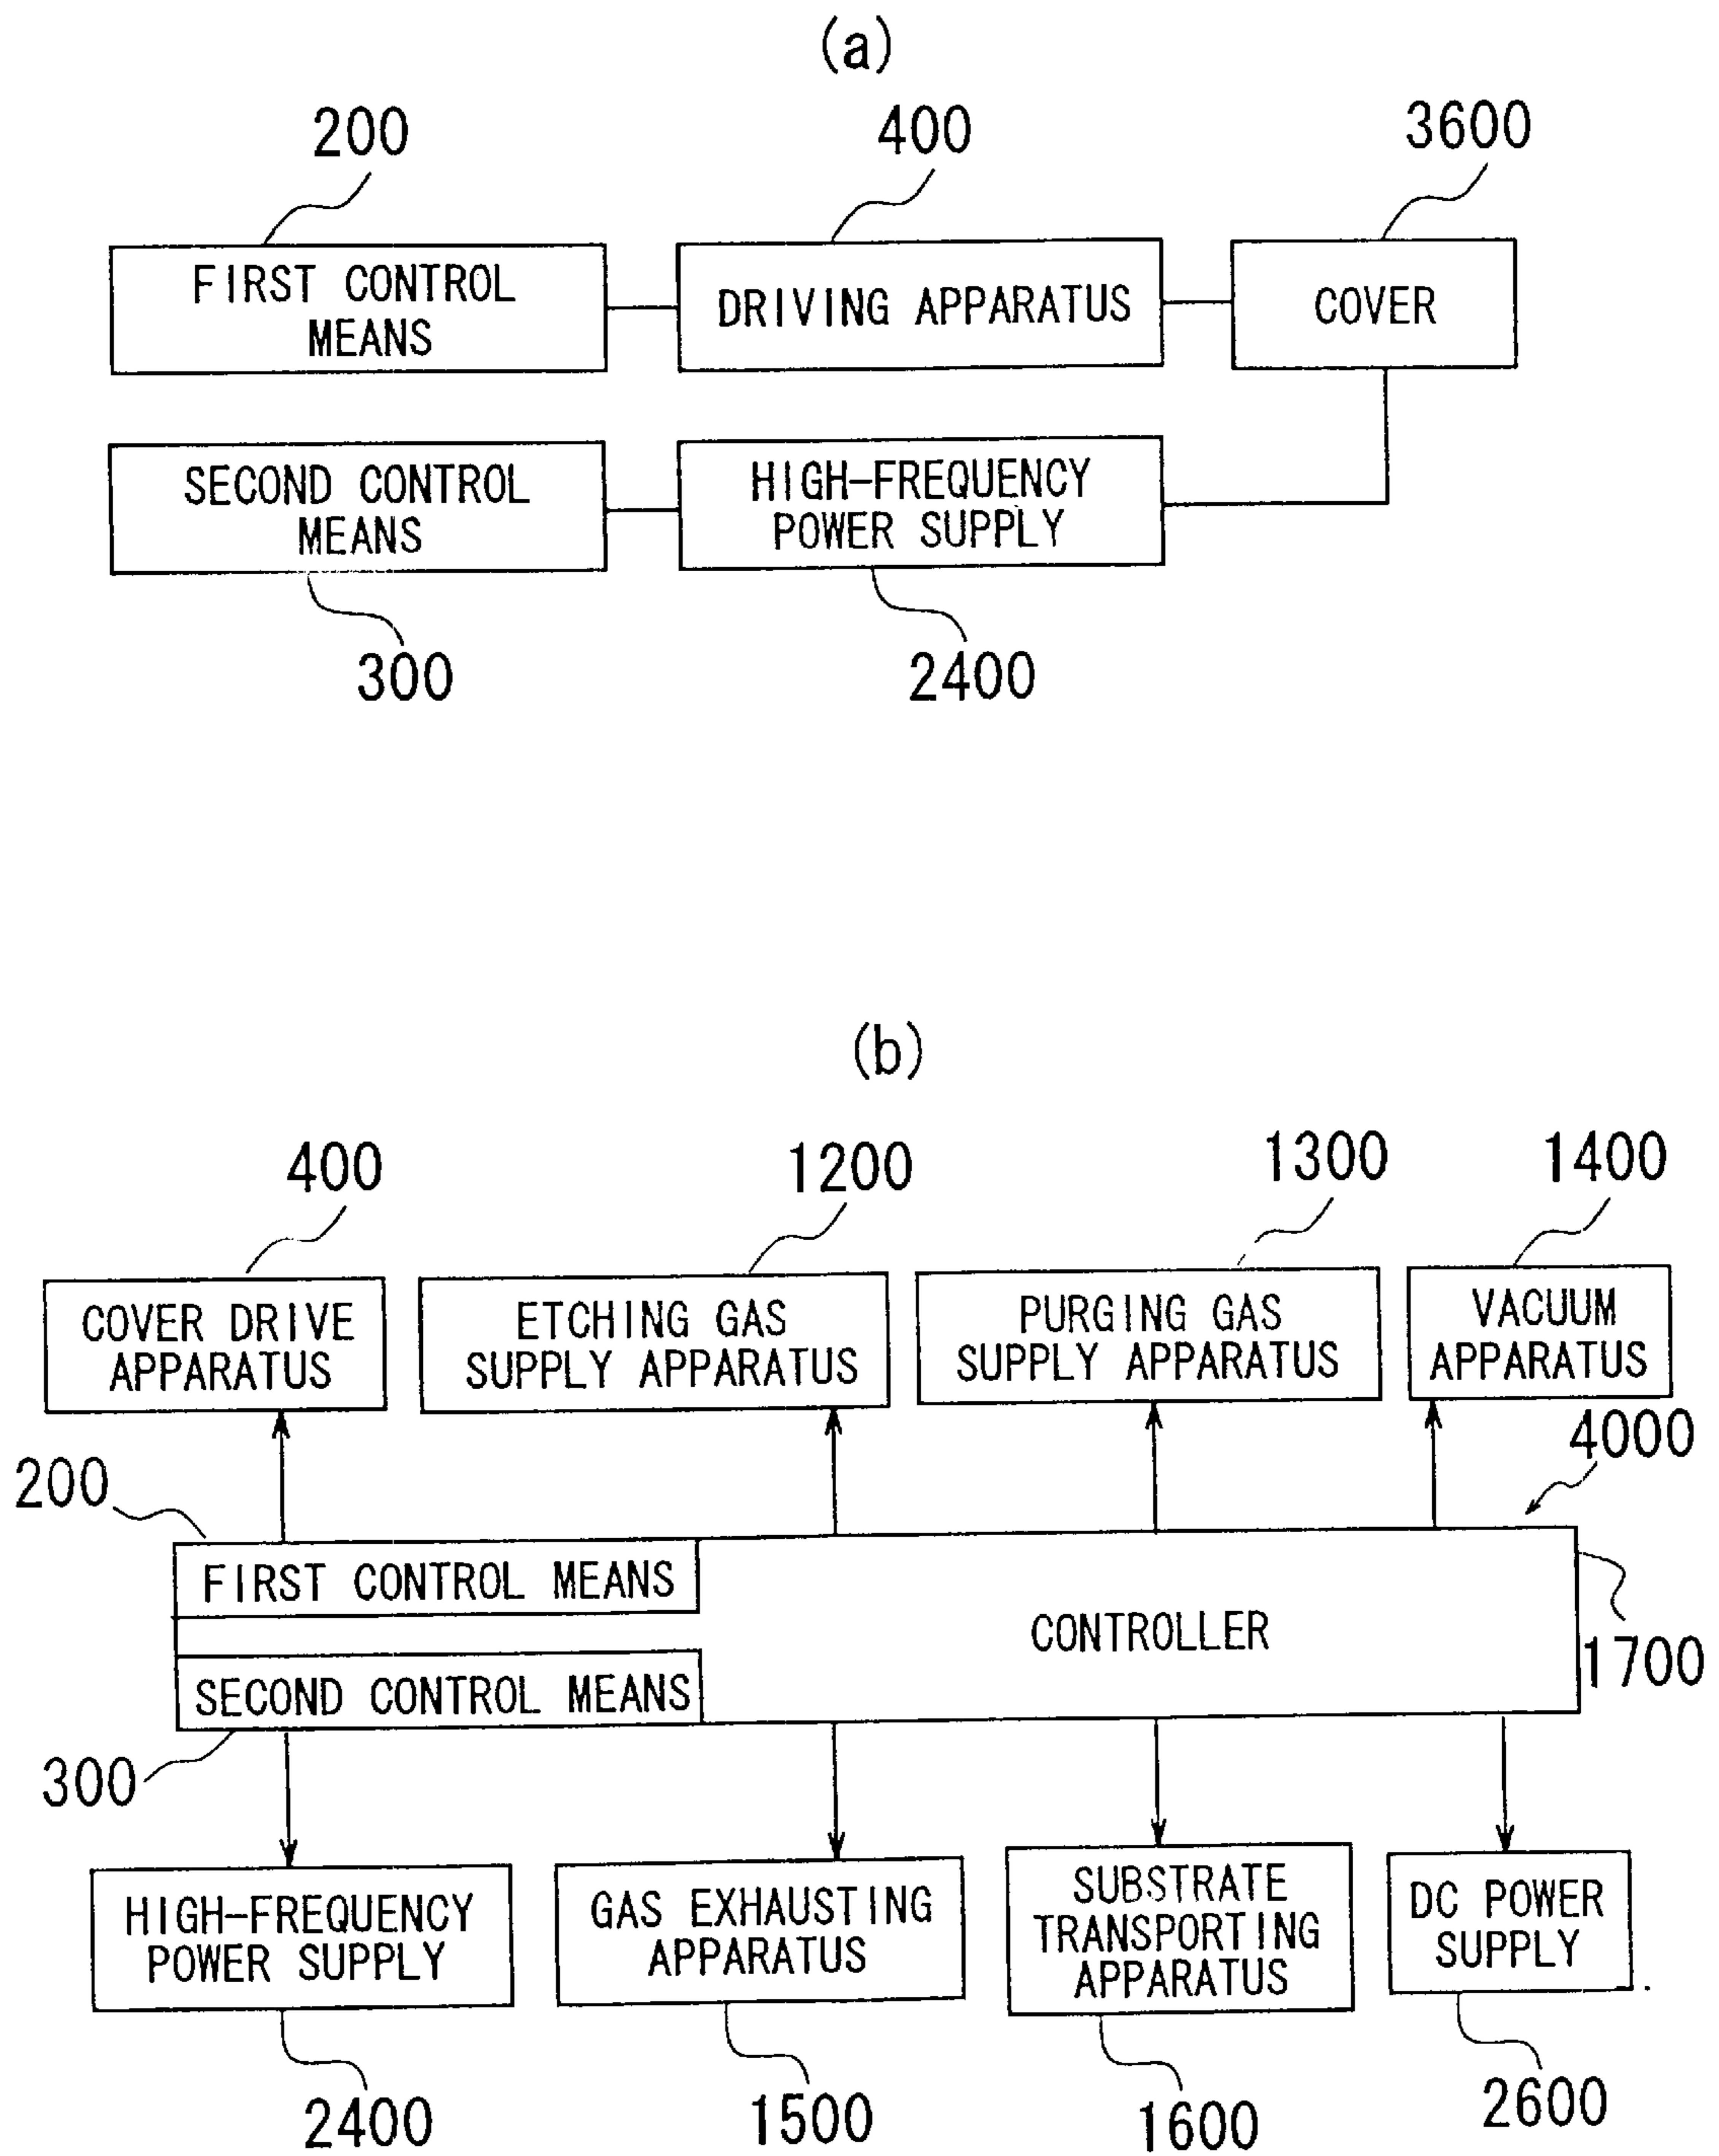 (a)
200
400
3600
FIRST CONTROL
MEANS
DRIVING APPARATUS
COVER
SECOND CONTROL
MEANS
HIGH-FREQUENCY
POWER SUPPLY
300
2400
(b)
400
1200
1300
1400
COVER DRIVE
APPARATUS
ETCHING GAS
SUPPLY APPARATUS
PURGING GAS
SUPPLY APPARATUS
VACUUM
APPARATUS
4000
200
FIRST CONTROL MEANS
CONTROLLER
1700
SECOND CONTROL MEANS
300
HIGH-FREQUENCY
POWER SUPPLY
GAS EXHAUSTING
APPARATUS
SUBSTRATE
TRANSPORTING
APPARATUS
DC POWER
SUPPLY
2400
1500
1600
2600